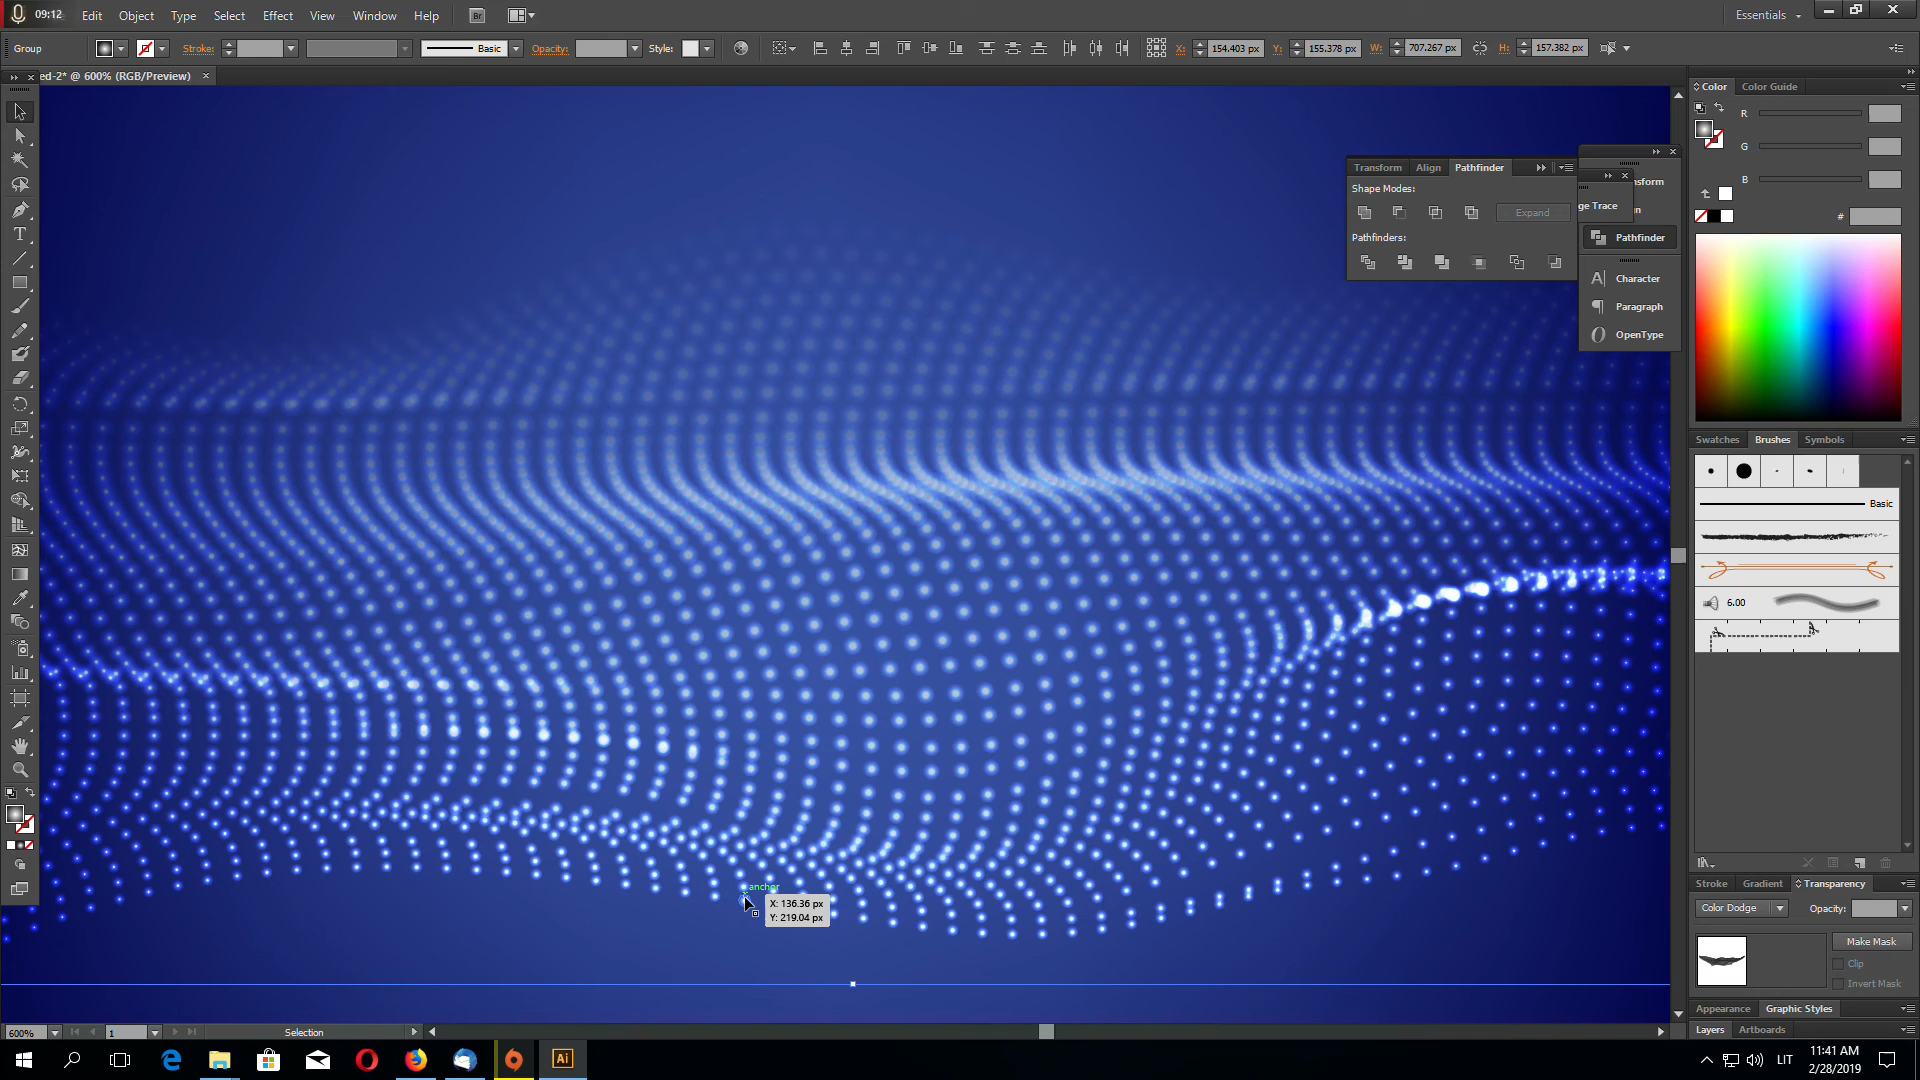 09:12 Edit Object Type Select Effect View Window Help Br Essentials
Group Stroke: Basic Opacity: Style: X: 154.403 px Y: 155.378 px W: 707.267 px H: 157.382 px
ed-2* @ 600% (RGB/Preview)
Color Color Guide
R
G
B
#
Transform Align Pathfinder
Shape Modes:
Expand
Pathfinders:
nsform
ge Trace
Pathfinder
Character
Paragraph
OpenType
Swatches Brushes Symbols
Basic
6.00
Stroke Gradient Transparency
Color Dodge Opacity:
Make Mask
Clip
Invert Mask
Appearance Graphic Styles
Layers Artboards
anchor
X: 136.36 px
Y: 219.04 px
600% 1 Selection
Ai LIT 11:41 AM
2/28/2019